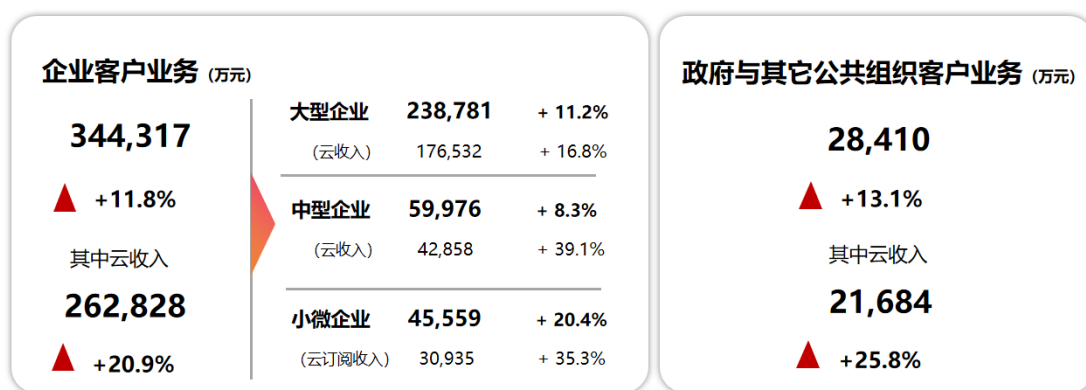 企业客户业务 (万元)
344,317
+11.8%
其中云收入
262,828
+20.9%
大型企业 238,781 + 11.2%
(云收入) 176,532 + 16.8%
中型企业 59,976 + 8.3%
(云收入) 42,858 + 39.1%
小微企业 45,559 + 20.4%
(云订阅收入) 30,935 + 35.3%
政府与其它公共组织客户业务 (万元)
28,410
+13.1%
其中云收入
21,684
+25.8%